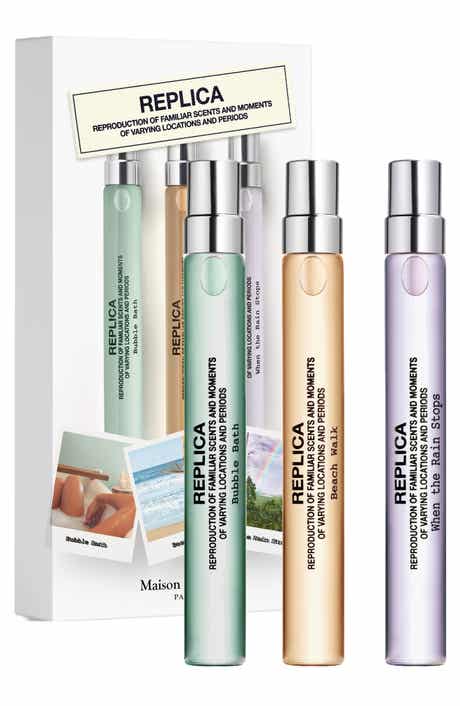 REPLICA
REPRODUCTION OF FAMILIAR SCENTS AND MOMENTS
OF VARYING LOCATIONS AND PERIODS
REPLICA
REPRODUCTION OF FAMILIAR SCENTS AND MOMENTS
OF VARYING LOCATIONS AND PERIODS
Bubble Bath
REPLICA
OF VARYING LOCATIONS AND PERIODS
When the Rain Stops
Bubble Bath
Maison
REPLICA
REPRODUCTION OF FAMILIAR SCENTS AND MOMENTS
OF VARYING LOCATIONS AND PERIODS
Bubble Bath
REPLICA
REPRODUCTION OF FAMILIAR SCENTS AND MOMENTS
OF VARYING LOCATIONS AND PERIODS
Beach Walk
REPLICA
REPRODUCTION OF FAMILIAR SCENTS AND MOMENTS
OF VARYING LOCATIONS AND PERIODS
When the Rain Stops